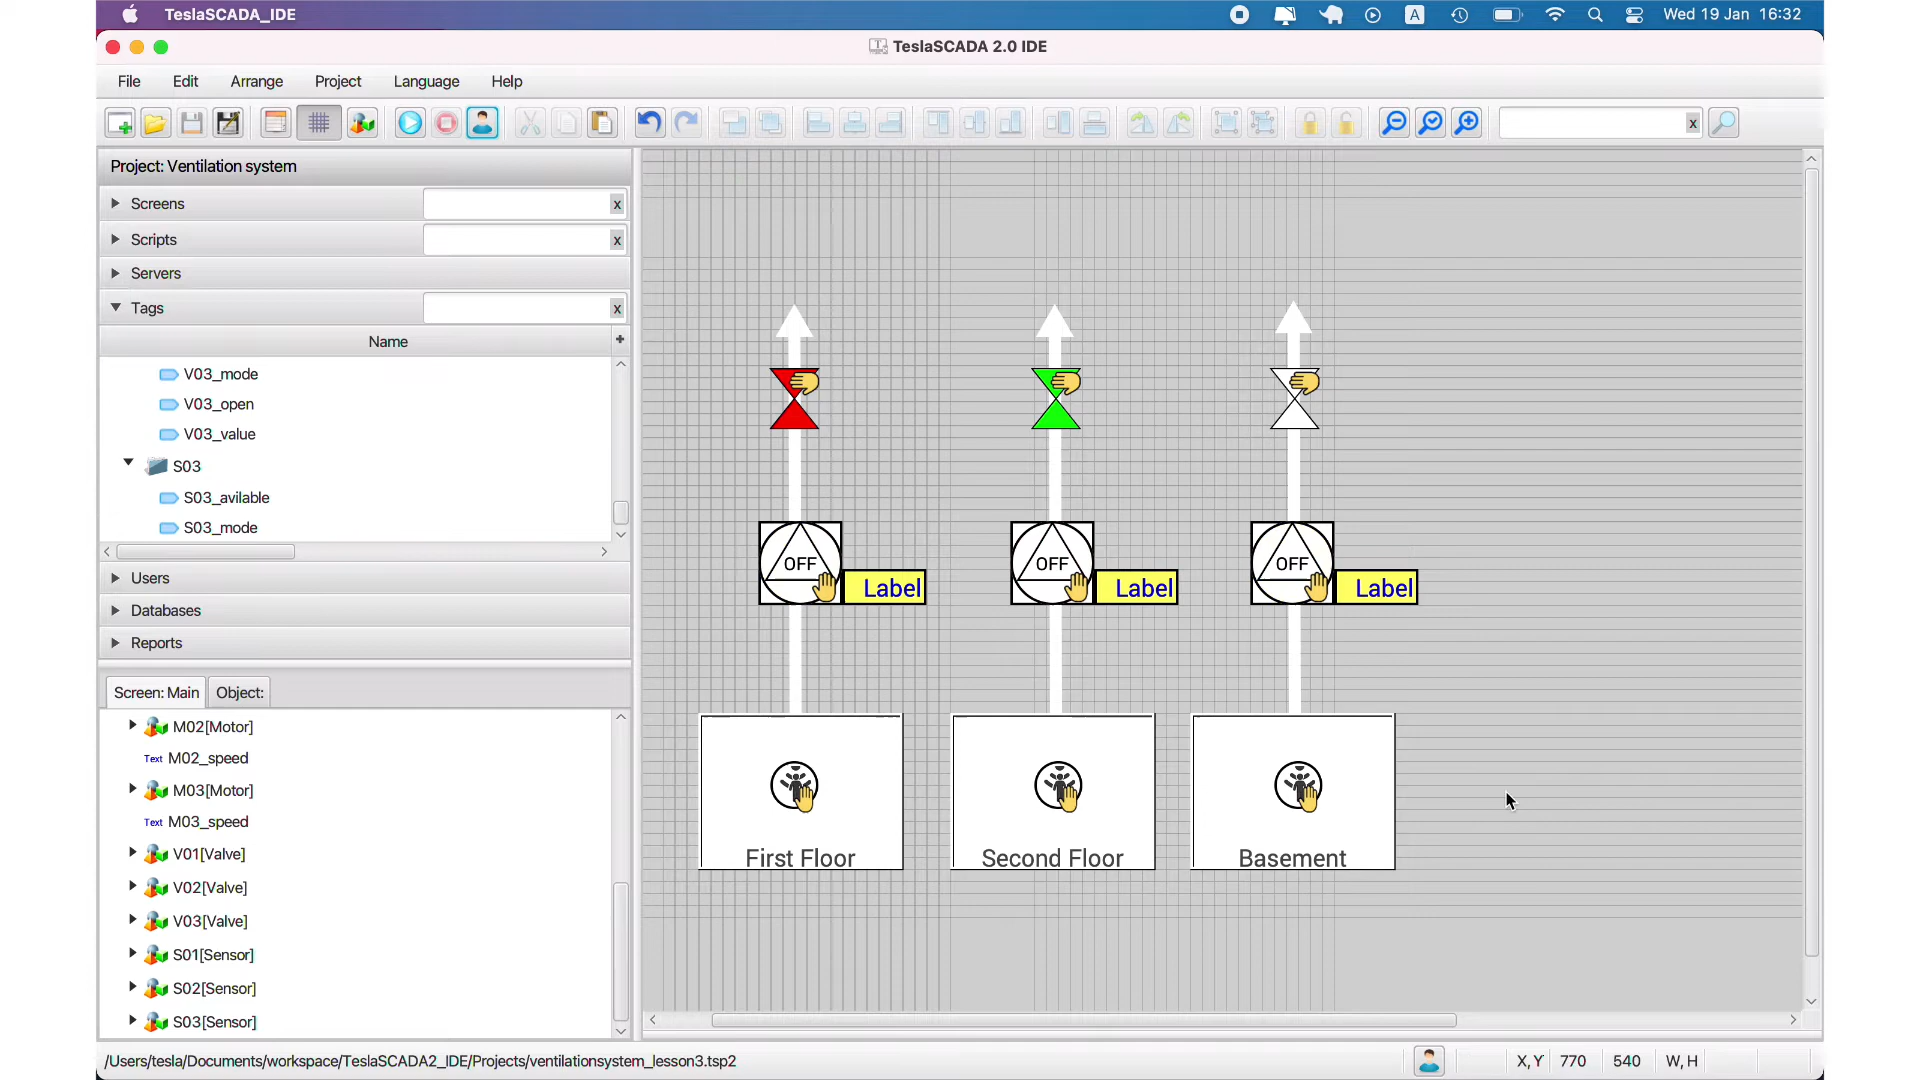 TeslaSCADA_IDE
A
Wed 19 Jan 16:32
TeslaSCADA 2.0 IDE
File Edit Arrange Project Language Help
x
Project: Ventilation system
Screens x
Scripts x
Servers
Tags x
Name +
V03_mode
V03_open
V03_value
S03
S03_avilable
S03_mode
Users
Databases
Reports
Screen: Main Object:
M02[Motor]
Text M02_speed
M03[Motor]
Text M03_speed
V01[Valve]
V02[Valve]
V03[Valve]
S01[Sensor]
S02[Sensor]
S03[Sensor]
OFF OFF OFF
Label Label Label
First Floor Second Floor Basement
/Users/tesla/Documents/workspace/TeslaSCADA2_IDE/Projects/ventilationsystem_lesson3.tsp2
X,Y 770 540 W,H